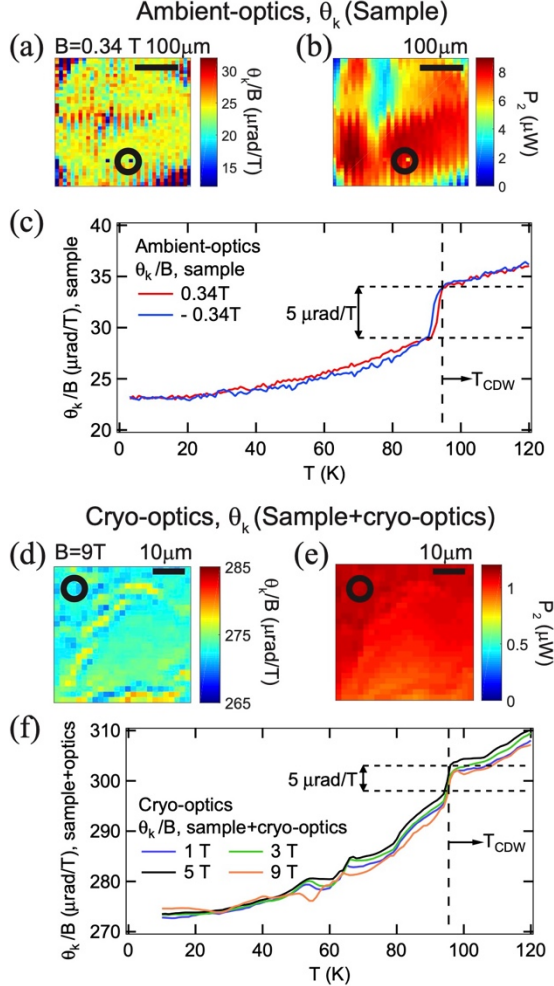 Ambient-optics, θk (Sample)
(a) B=0.34 T 100μm
30
25
20
15
θk/B (μrad/T)
(b) 100μm
8
6
4
2
0
P2 (μW)
(c)
40
35
30
25
20
θk/B (μrad/T), sample
Ambient-optics
θk/B, sample
0.34T
- 0.34T
5 μrad/T
TCDW
0 20 40 60 80 100 120
T (K)
Cryo-optics, θk (Sample+cryo-optics)
(d) B=9T 10μm
285
275
265
θk/B (μrad/T)
(e) 10μm
1
0.5
0
P2 (μW)
(f)
310
300
290
280
270
θk/B (μrad/T), sample+optics
5 μrad/T
Cryo-optics
θk/B, sample+cryo-optics
1 T 3 T
5 T 9 T
TCDW
0 20 40 60 80 100 120
T (K)